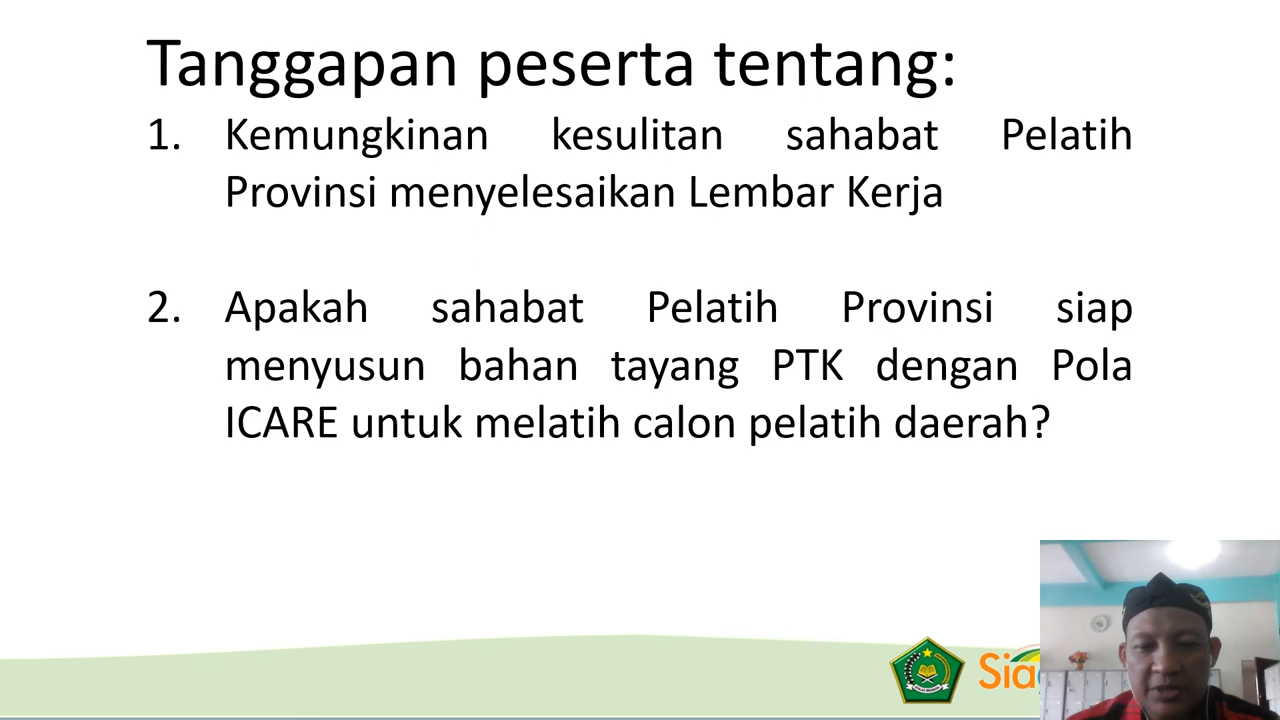 Tanggapan peserta tentang:
1. Kemungkinan kesulitan sahabat Pelatih
Provinsi menyelesaikan Lembar Kerja
2. Apakah sahabat Pelatih Provinsi siap
menyusun bahan tayang PTK dengan Pola
ICARE untuk melatih calon pelatih daerah?